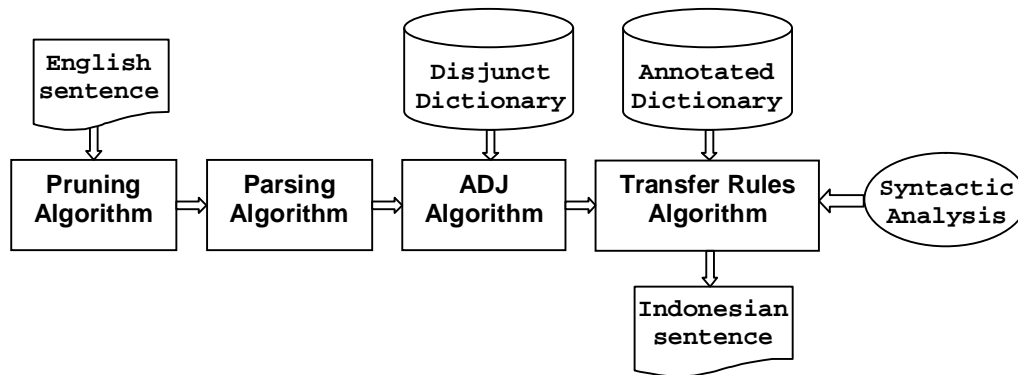 English
sentence
Disjunct
Dictionary
Annotated
Dictionary
Pruning
Algorithm
Parsing
Algorithm
ADJ
Algorithm
Transfer Rules
Algorithm
Syntactic
Analysis
Indonesian
sentence